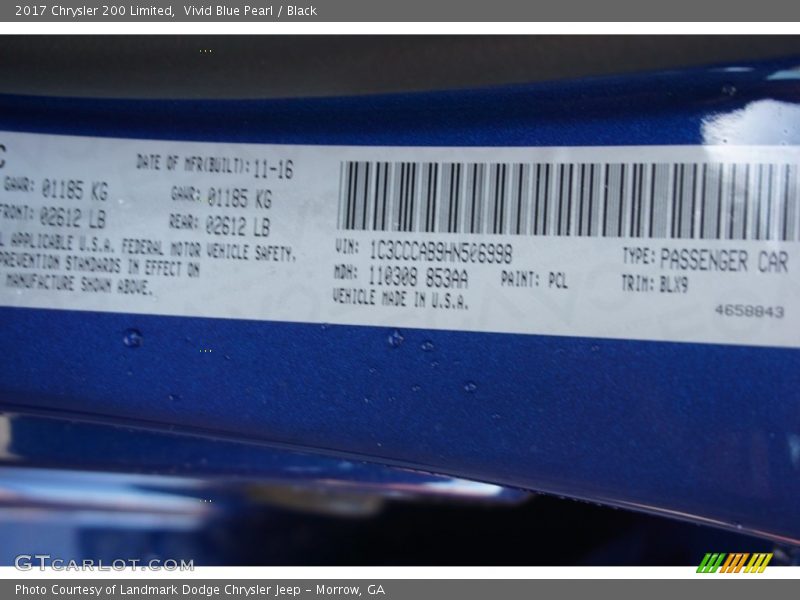 2017 Chrysler 200 Limited, Vivid Blue Pearl / Black
C
DATE OF MFR(BUILT): 11-16
GAWR: 01185 KG GAWR: 01185 KG
FRONT: 02612 LB REAR: 02612 LB
L APPLICABLE U.S.A. FEDERAL MOTOR VEHICLE SAFETY,
PREVENTION STANDARDS IN EFFECT ON
MANUFACTURE SHOWN ABOVE.
VIN: 1C3CCCAB9HN506998 TYPE: PASSENGER CAR
MDH: 110308 853AA PAINT: PCL TRIM: BLX9
VEHICLE MADE IN U.S.A.
4658843
GTCARLOT.COM
Photo Courtesy of Landmark Dodge Chrysler Jeep – Morrow, GA